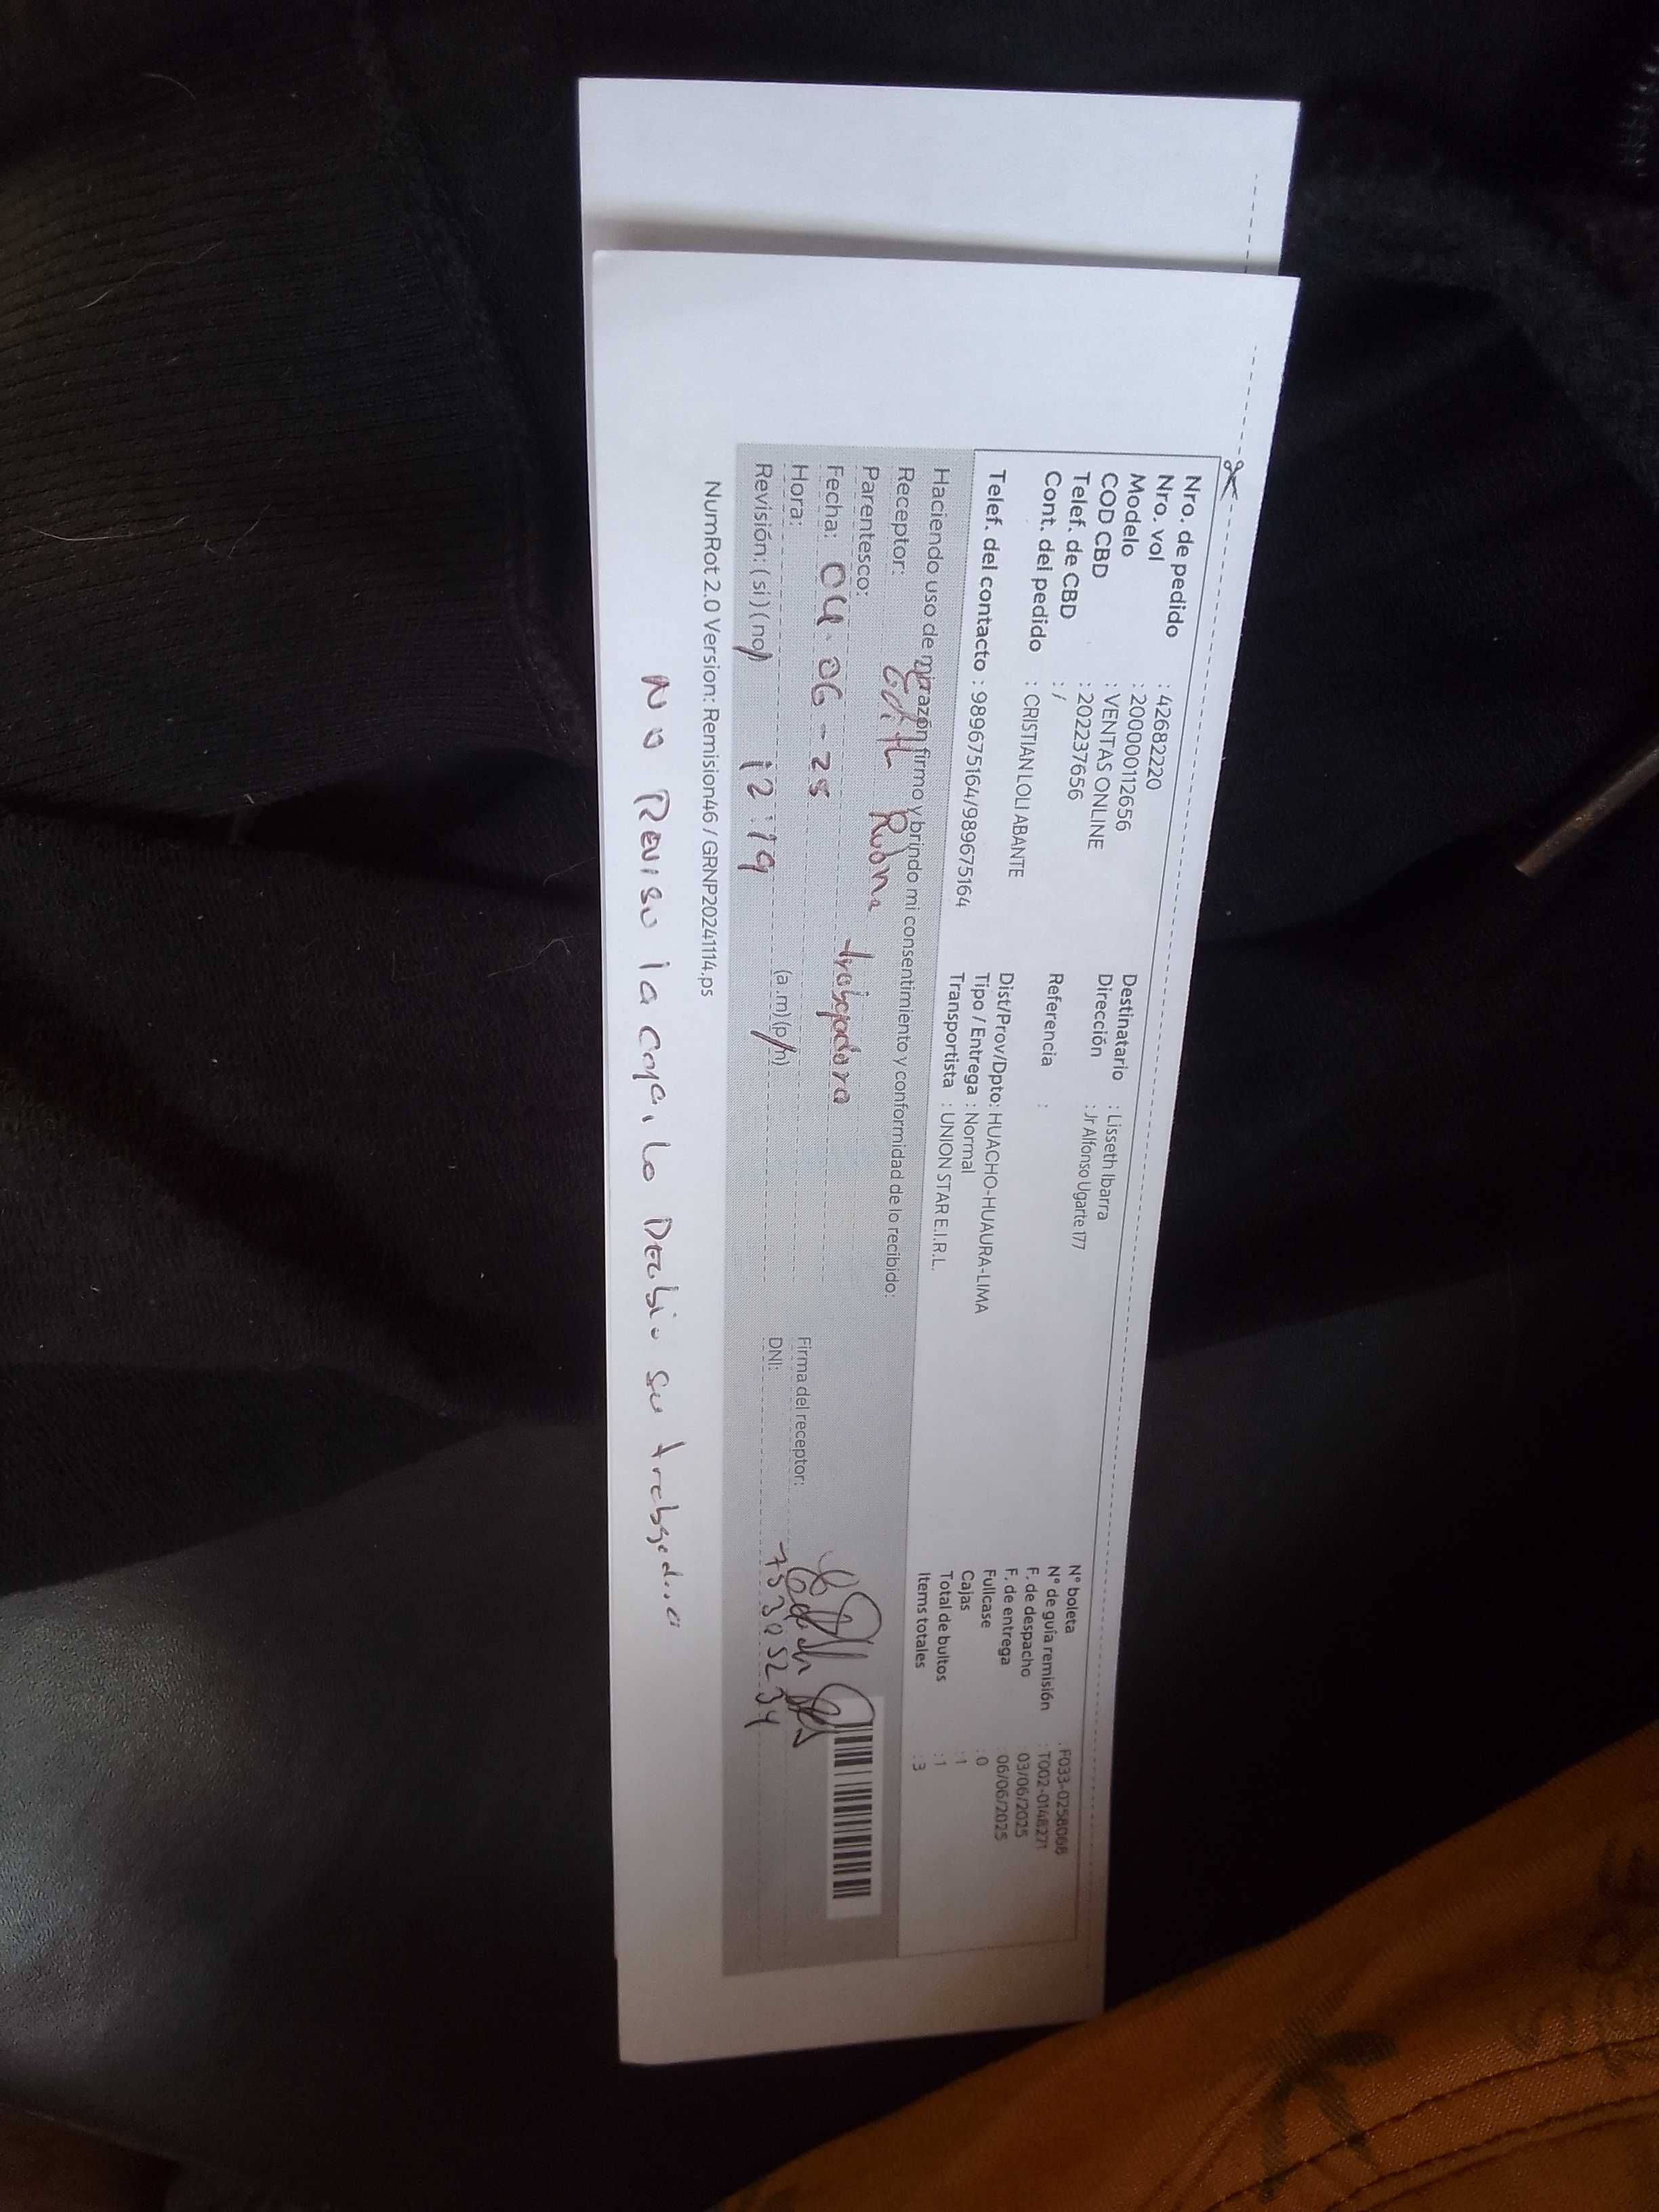 Nro. de pedido : 42682220
Nro. vol : 2000000112656
Modelo : VENTAS ONLINE
COD CBD : 202237656
Telef. de CBD : /
Cont. del pedido : CRISTIAN LOLI ABANTE
Telef. del contacto : 989675164/989675164
Destinatario : Lisseth Ibarra
Dirección : Jr Alfonso Ugarte 177
Referencia :
Dist/Prov/Dpto: HUACHO-HUAURA-LIMA
Tipo / Entrega : Normal
Transportista : UNION STAR E.I.R.L.
N° boleta : F033-0258068
N° de guía remisión : T002-0148271
F. de despacho : 03/06/2025
F. de entrega : 06/06/2025
Fullcase : 0
Cajas : 1
Total de bultos : 1
Items totales : 3
Haciendo uso de mi razón firmo y brindo mi consentimiento y conformidad de lo recibido:
Receptor:
Parentesco: trabajadora
Fecha: 04-06-25
Hora: 12:19 (a.m)(p.m)
Revisión: (si) (no)
Firma del receptor:
DNI:
NumRot 2.0 Version: Remision46 / GRNP20241114.ps
No Reviso la caja, lo Recibio su trabajadora